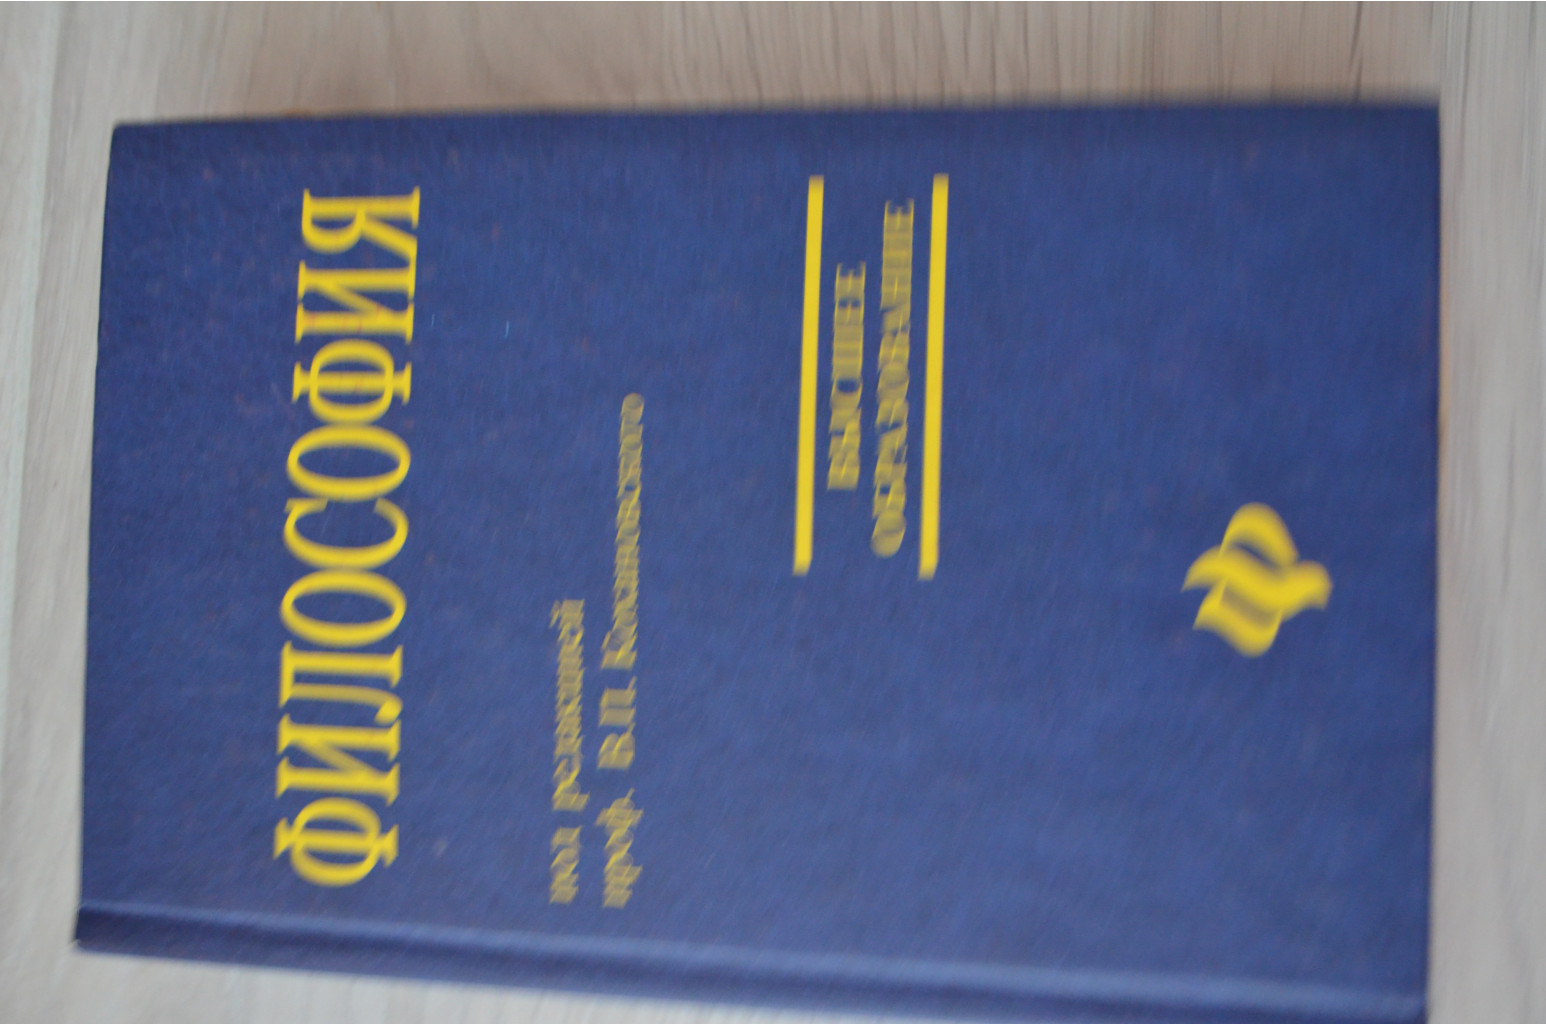 ФИЛОСОФИЯ
под редакцией
проф. В.П. Кохановского
ВЫСШЕЕ
ОБРАЗОВАНИЕ